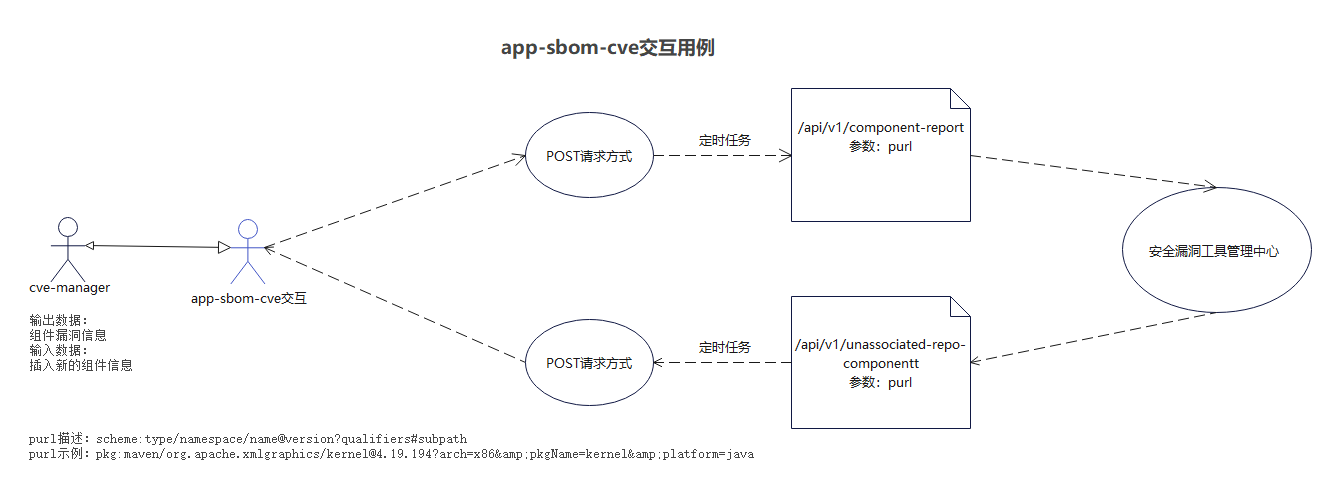 app-sbom-cve交互用例
POST请求方式
定时任务
/api/v1/component-report
参数：purl
安全漏洞工具管理中心
cve-manager
app-sbom-cve交互
输出数据：
组件漏洞信息
输入数据：
插入新的组件信息
POST请求方式
定时任务
/api/v1/unassociated-repo-
componentt
参数：purl
purl描述：scheme:type/namespace/name@version?qualifiers#subpath
purl示例：pkg:maven/org.apache.xmlgraphics/kernel@4.19.194?arch=x86&amp;pkgName=kernel&amp;platform=java